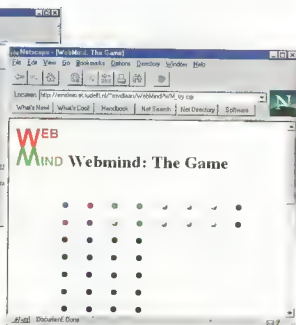 Netscape - [WebMind, The Game]
File Edit View Go Bookmarks Options Directory Window Help
Location:
What's New! What's Cool! Handbook Net Search Net Directory Software
N
WEB
MIND Webmind: The Game
Document: Done